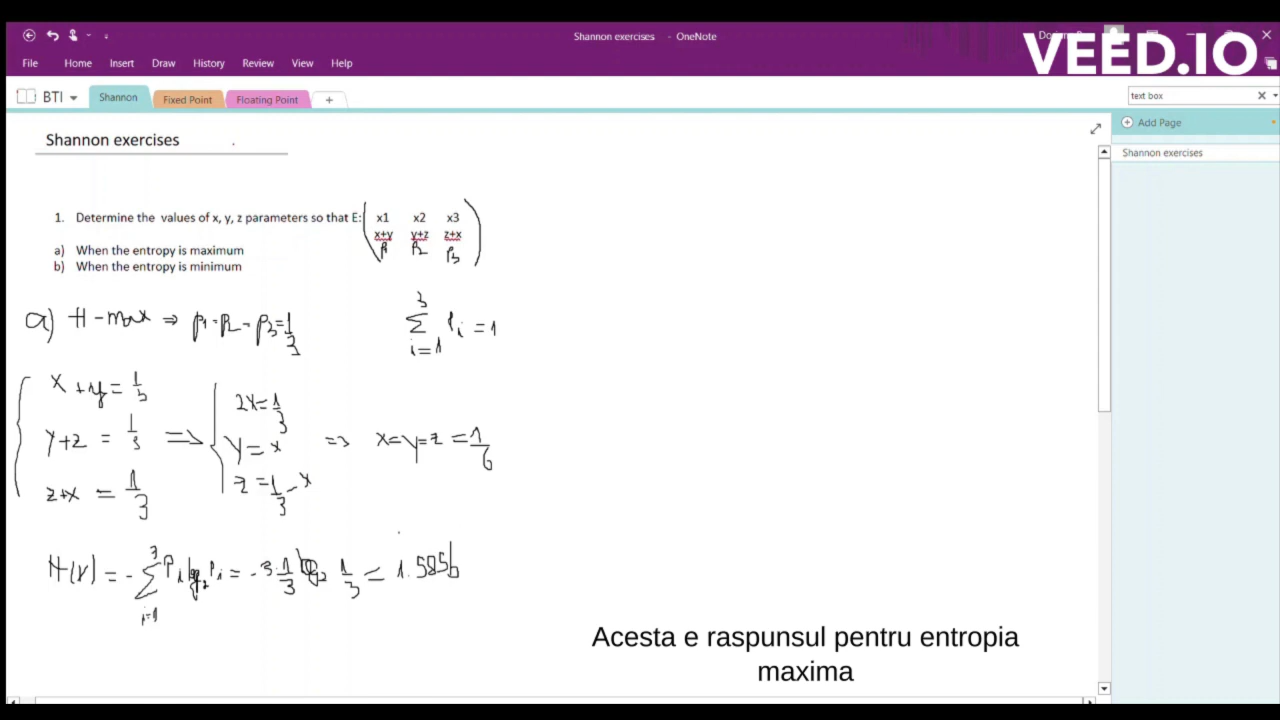 Shannon exercises - OneNote
VEED.IO
File Home Insert Draw History Review View Help
BTI Shannon Fixed Point Floating Point +
text box
Add Page
Shannon exercises
Shannon exercises
1. Determine the values of x, y, z parameters so that E: x1 x2 x3
x+y y+z z+x
P1 P2 P3
a) When the entropy is maximum
b) When the entropy is minimum
a) H-max ⇒ p1=p2=p3=1/3
3 Σ i=1 Pi = 1
x+y=1/3
y+z=1/3
z+x=1/3
=>
2x=1/3
y=x
z=1/3-x
=> x=y=z=1/6
H(X) = - 3 Σ i=1 Pi log2 Pi = -3·1/3 log2 1/3 = 1.585b
Acesta e raspunsul pentru entropia
maxima